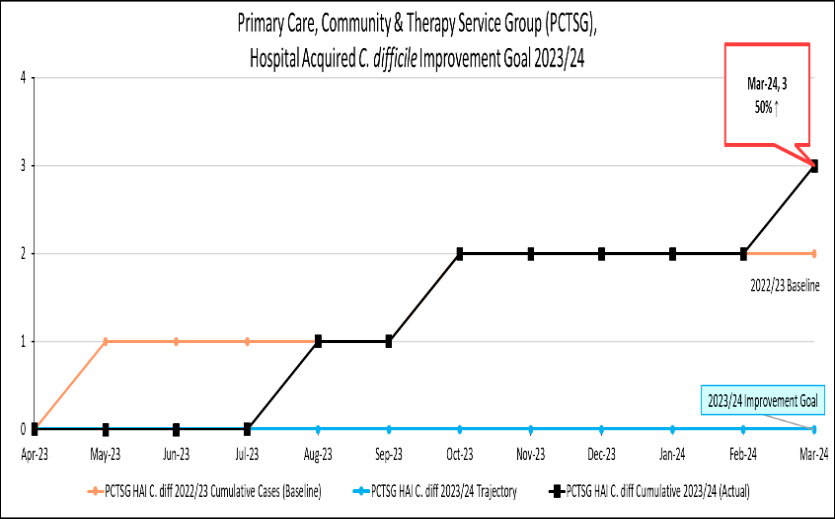 Primary Care, Community & Therapy Service Group (PCTSG),
Hospital Acquired C. difficile Improvement Goal 2023/24
Mar-24, 3
50% ↑
4
3
2
1
0
2022/23 Baseline
2023/24 Improvement Goal
Apr-23 May-23 Jun-23 Jul-23 Aug-23 Sep-23 Oct-23 Nov-23 Dec-23 Jan-24 Feb-24 Mar-24
PCTSG HAI C. diff 2022/23 Cumulative Cases (Baseline) PCTSG HAI C. diff 2023/24 Trajectory PCTSG HAI C. diff Cumulative 2023/24 (Actual)